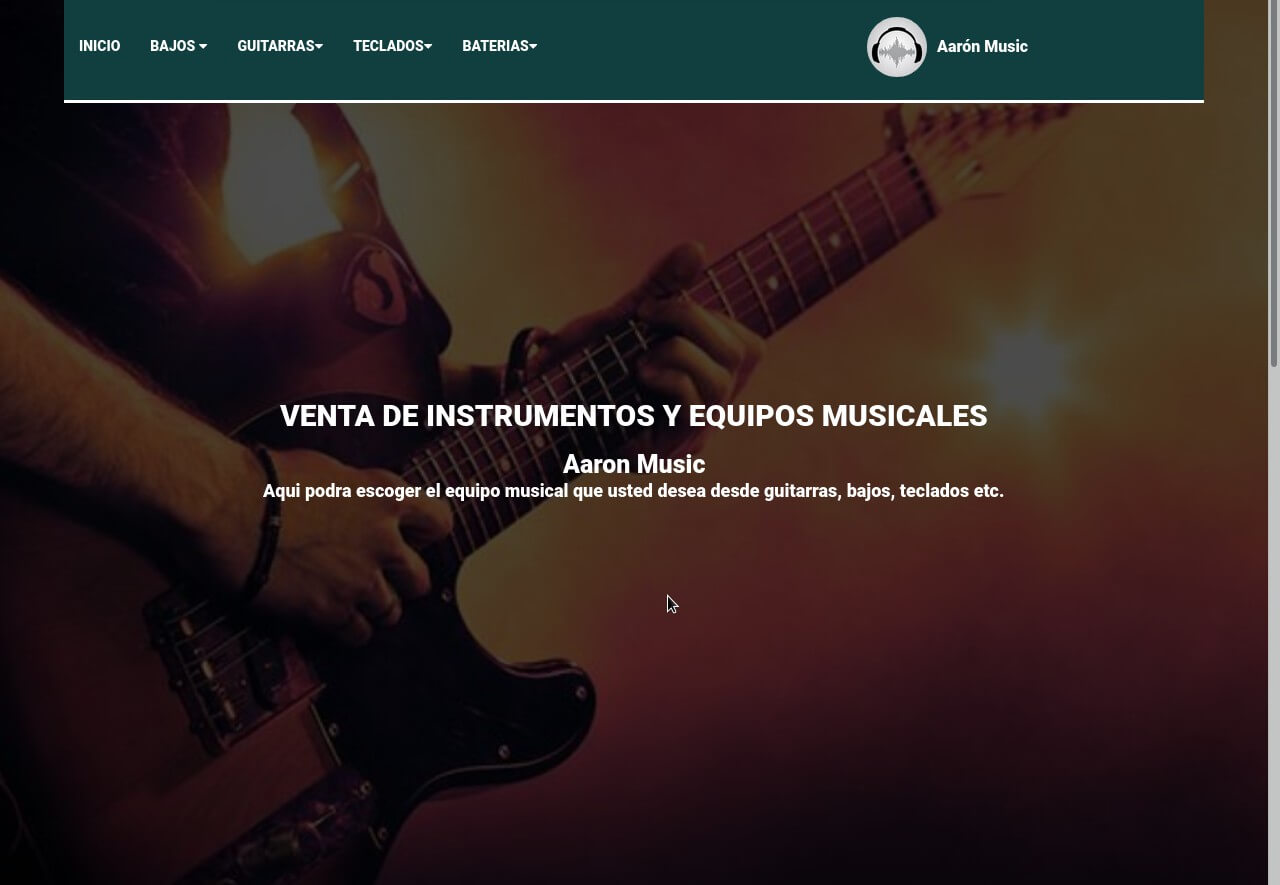 INICIO BAJOS GUITARRAS TECLADOS BATERIAS Aarón Music
VENTA DE INSTRUMENTOS Y EQUIPOS MUSICALES
Aaron Music
Aqui podra escoger el equipo musical que usted desea desde guitarras, bajos, teclados etc.